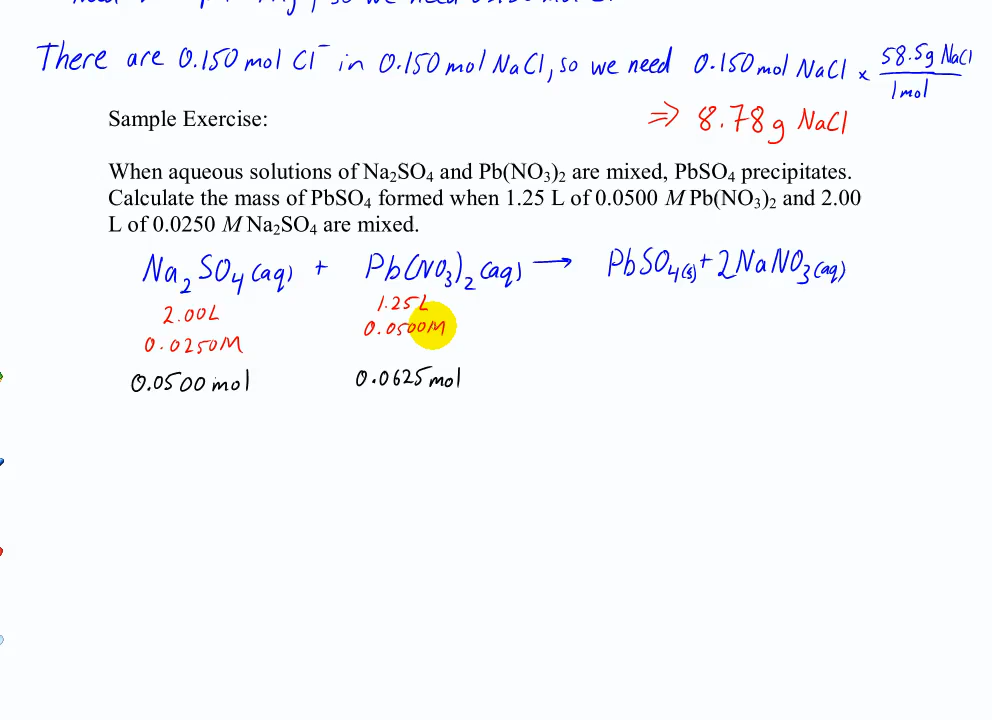 There are 0.150 mol Cl⁻ in 0.150 mol NaCl, so we need 0.150 mol NaCl × 58.5g NaCl / 1 mol
⇒ 8.78 g NaCl
Sample Exercise:
When aqueous solutions of Na₂SO₄ and Pb(NO₃)₂ are mixed, PbSO₄ precipitates.
Calculate the mass of PbSO₄ formed when 1.25 L of 0.0500 M Pb(NO₃)₂ and 2.00
L of 0.0250 M Na₂SO₄ are mixed.
Na₂SO₄(aq) + Pb(NO₃)₂(aq) → PbSO₄(s) + 2NaNO₃(aq)
2.00L 1.25L
0.0250M 0.0500M
0.0500 mol 0.0625 mol